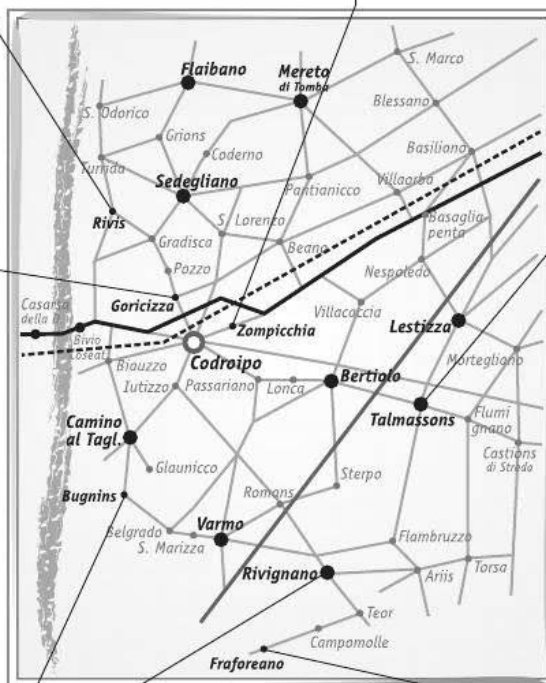 S. Marco
Flaibano
Mereto
di Tomba
S. Odorico
Blessano
Grions
Coderno
Basiliano
Turrida
Sedegliano
Pantianicco
Villaorba
Rivis
S. Lorenzo
Basaglia
penta
Gradisca
Beano
Pozzo
Nespoledo
Goricizza
Casarsa
della D.
Villacaccia
Zompicchia
Lestizza
Bivio
Coseat
Codroipo
Mortegliano
Biauzzo
Iutizzo
Passariano
Lonca
Bertiolo
Talmassons
Flumi
gnano
Camino
al Tagl.
Castions
di Strada
Glaunicco
Sterpo
Bugnins
Romans
Belgrado
Varmo
Flambruzzo
S. Marizza
Rivignano
Ariis
Torsa
Teor
Campomolle
Fraforeano